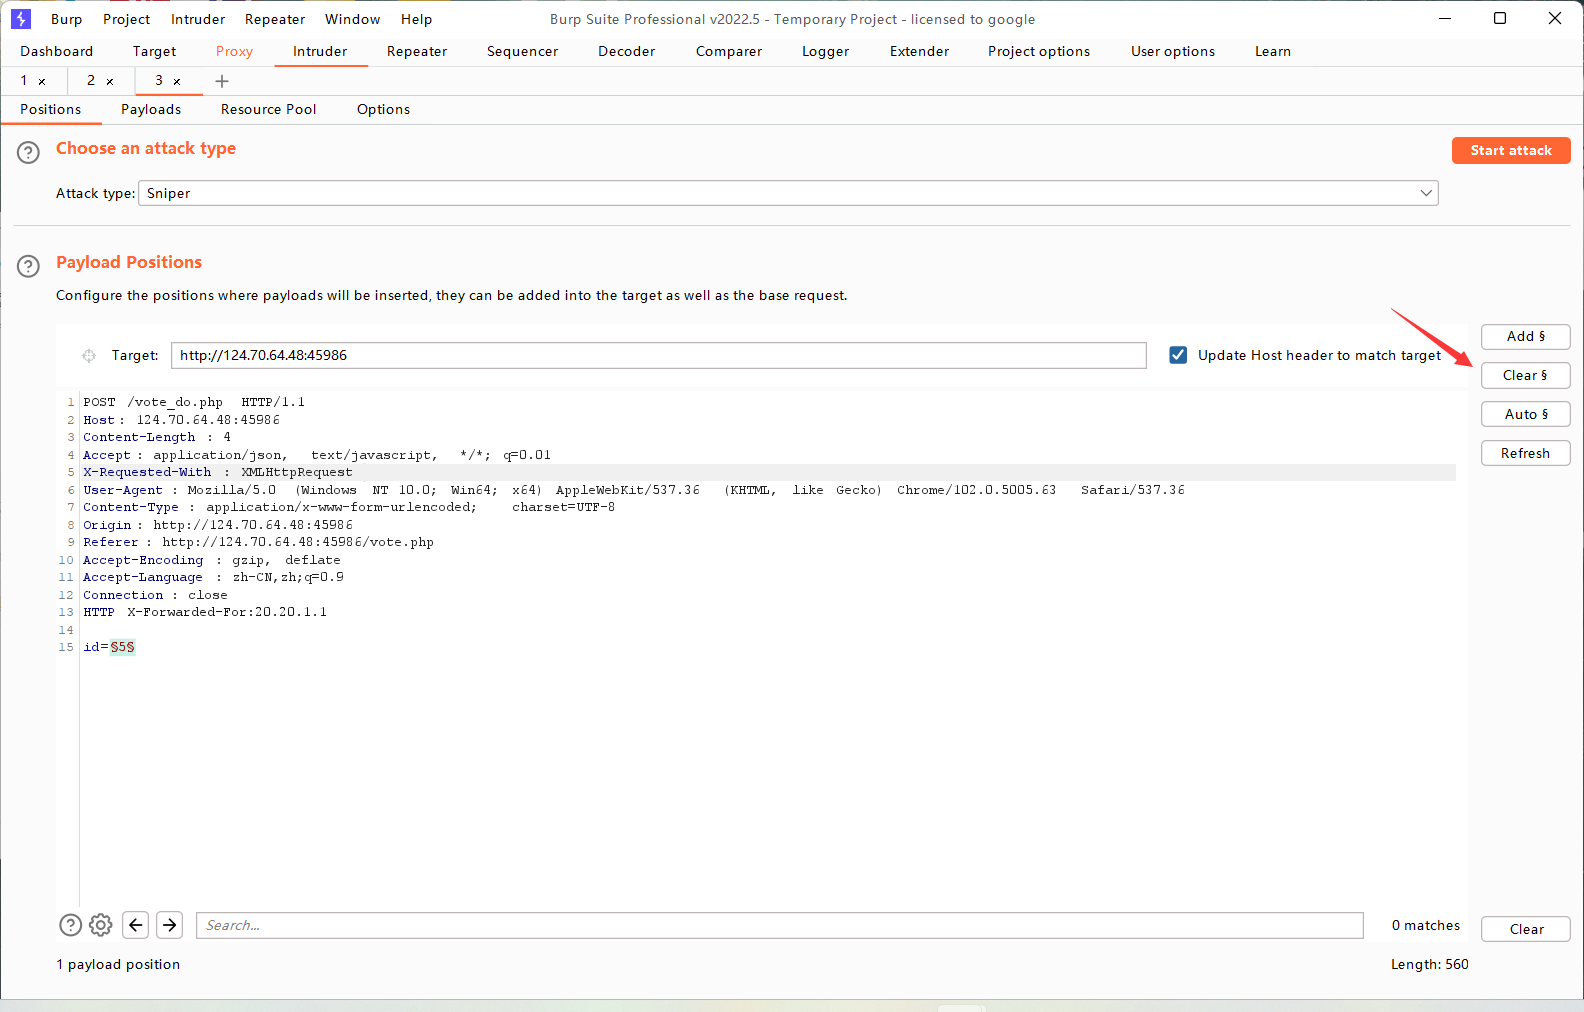 Burp Project Intruder Repeater Window Help Burp Suite Professional v2022.5 - Temporary Project - licensed to google
Dashboard Target Proxy Intruder Repeater Sequencer Decoder Comparer Logger Extender Project options User options Learn
1 × 2 × 3 × +
Positions Payloads Resource Pool Options
Choose an attack type
Start attack
Attack type: Sniper
Payload Positions
Configure the positions where payloads will be inserted, they can be added into the target as well as the base request.
Add §
Target: http://124.70.64.48:45986 Update Host header to match target
Clear §
Auto §
Refresh
1 POST /vote_do.php HTTP/1.1
2 Host : 124.70.64.48:45986
3 Content-Length : 4
4 Accept : application/json, text/javascript, */*; q=0.01
5 X-Requested-With : XMLHttpRequest
6 User-Agent : Mozilla/5.0 (Windows NT 10.0; Win64; x64) AppleWebKit/537.36 (KHTML, like Gecko) Chrome/102.0.5005.63 Safari/537.36
7 Content-Type : application/x-www-form-urlencoded; charset=UTF-8
8 Origin : http://124.70.64.48:45986
9 Referer : http://124.70.64.48:45986/vote.php
10 Accept-Encoding : gzip, deflate
11 Accept-Language : zh-CN,zh;q=0.9
12 Connection : close
13 HTTP X-Forwarded-For:20.20.1.1
14
15 id=§5§
Search... 0 matches
Clear
1 payload position Length: 560